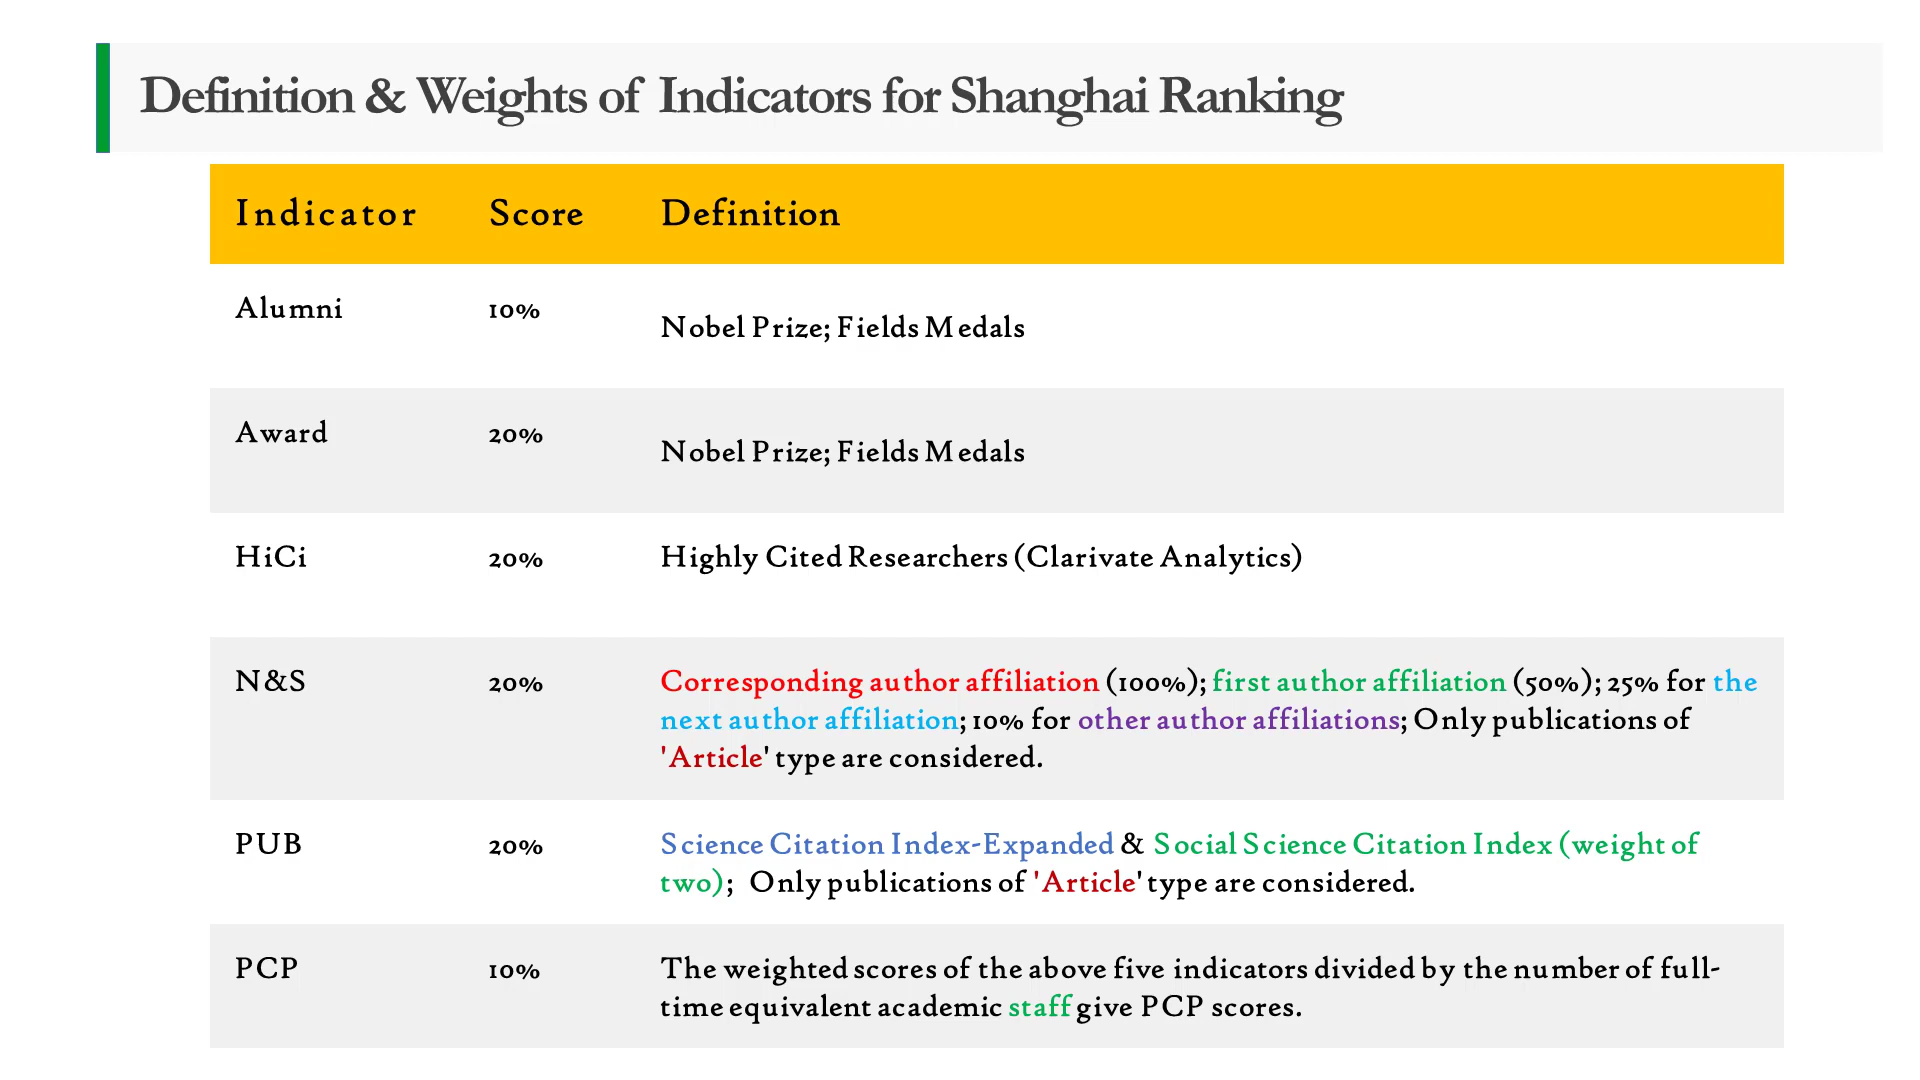 Definition & Weights of Indicators for Shanghai Ranking
Indicator Score Definition
Alumni 10% Nobel Prize; Fields Medals
Award 20% Nobel Prize; Fields Medals
HiCi 20% Highly Cited Researchers (Clarivate Analytics)
N&S 20% Corresponding author affiliation (100%); first author affiliation (50%); 25% for the
next author affiliation; 10% for other author affiliations; Only publications of
'Article' type are considered.
PUB 20% Science Citation Index-Expanded & Social Science Citation Index (weight of
two); Only publications of 'Article' type are considered.
PCP 10% The weighted scores of the above five indicators divided by the number of full-
time equivalent academic staff give PCP scores.